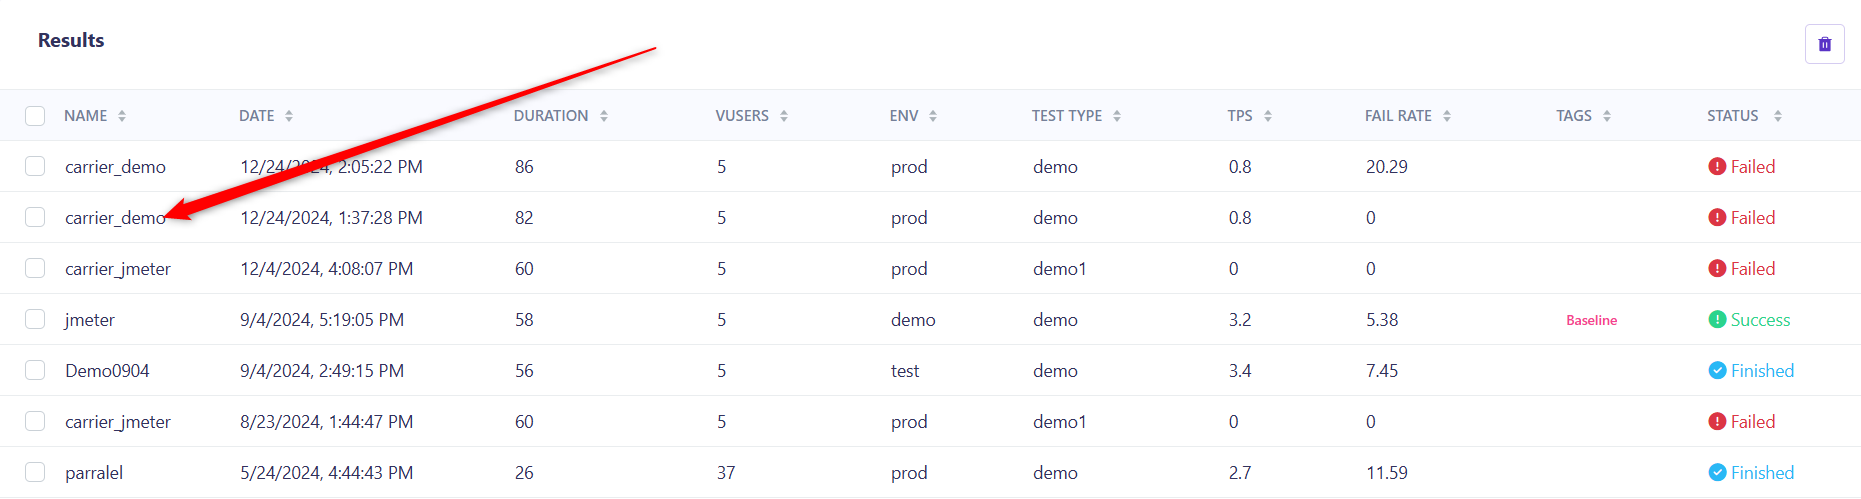 Results
NAME DATE DURATION VUSERS ENV TEST TYPE TPS FAIL RATE TAGS STATUS
carrier_demo 12/24/2024, 2:05:22 PM 86 5 prod demo 0.8 20.29 Failed
carrier_demo 12/24/2024, 1:37:28 PM 82 5 prod demo 0.8 0 Failed
carrier_jmeter 12/4/2024, 4:08:07 PM 60 5 prod demo1 0 0 Failed
jmeter 9/4/2024, 5:19:05 PM 58 5 demo demo 3.2 5.38 Baseline Success
Demo0904 9/4/2024, 2:49:15 PM 56 5 test demo 3.4 7.45 Finished
carrier_jmeter 8/23/2024, 1:44:47 PM 60 5 prod demo1 0 0 Failed
parralel 5/24/2024, 4:44:43 PM 26 37 prod demo 2.7 11.59 Finished